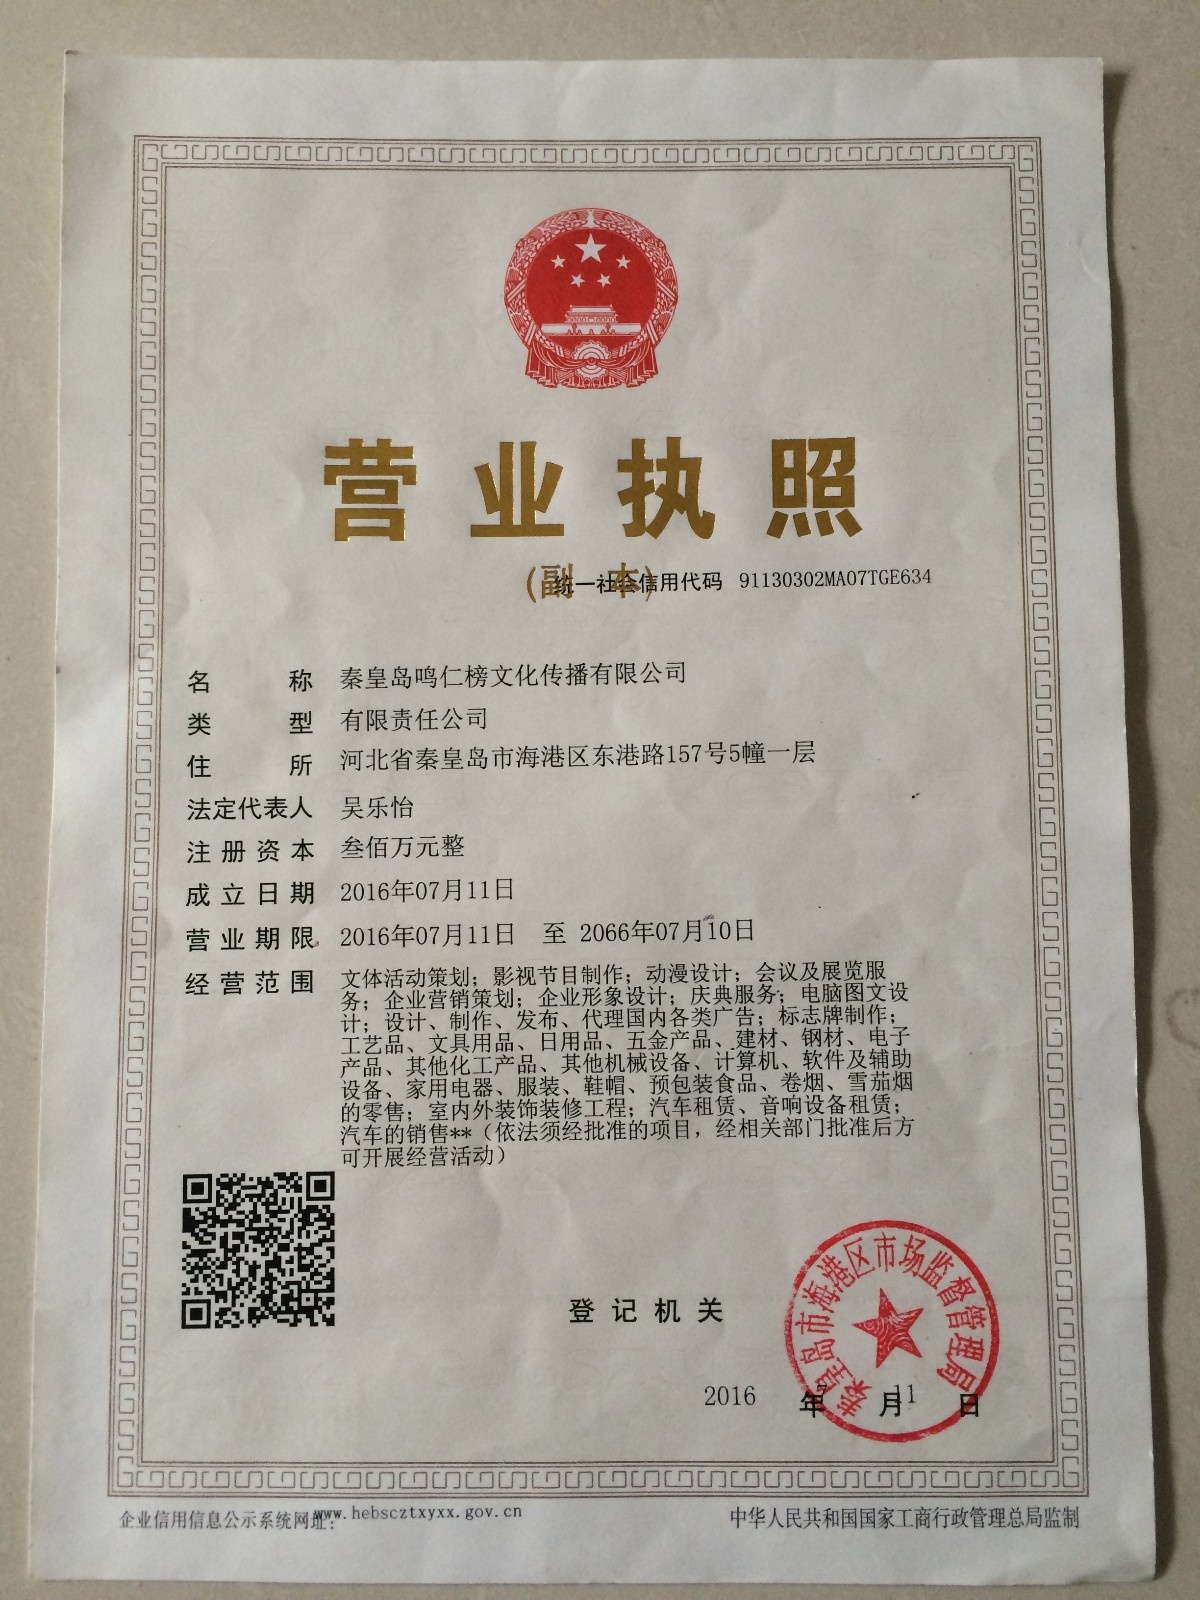 营业执照
(副 本)
统一社会信用代码 91130302MA07TGE634
名称 秦皇岛鸣仁榜文化传播有限公司
类型 有限责任公司
住所 河北省秦皇岛市海港区东港路157号5幢一层
法定代表人 吴乐怡
注册资本 叁佰万元整
成立日期 2016年07月11日
营业期限 2016年07月11日 至 2066年07月10日
经营范围 文体活动策划；影视节目制作；动漫设计；会议及展览服
务；企业营销策划；企业形象设计；庆典服务；电脑图文设
计；设计、制作、发布、代理国内各类广告；标志牌制作；
工艺品、文具用品、日用品、五金产品、建材、钢材、电子
产品、其他化工产品、其他机械设备、计算机、软件及辅助
设备、家用电器、服装、鞋帽、预包装食品、卷烟、雪茄烟
的零售；室内外装饰装修工程；汽车租赁、音响设备租赁；
汽车的销售**（依法须经批准的项目，经相关部门批准后方
可开展经营活动）
登记机关
秦皇岛市海港区市场监督管理局
2016 年 月 11 日
企业信用信息公示系统网址: www.hebscztxyxx.gov.cn
中华人民共和国国家工商行政管理总局监制